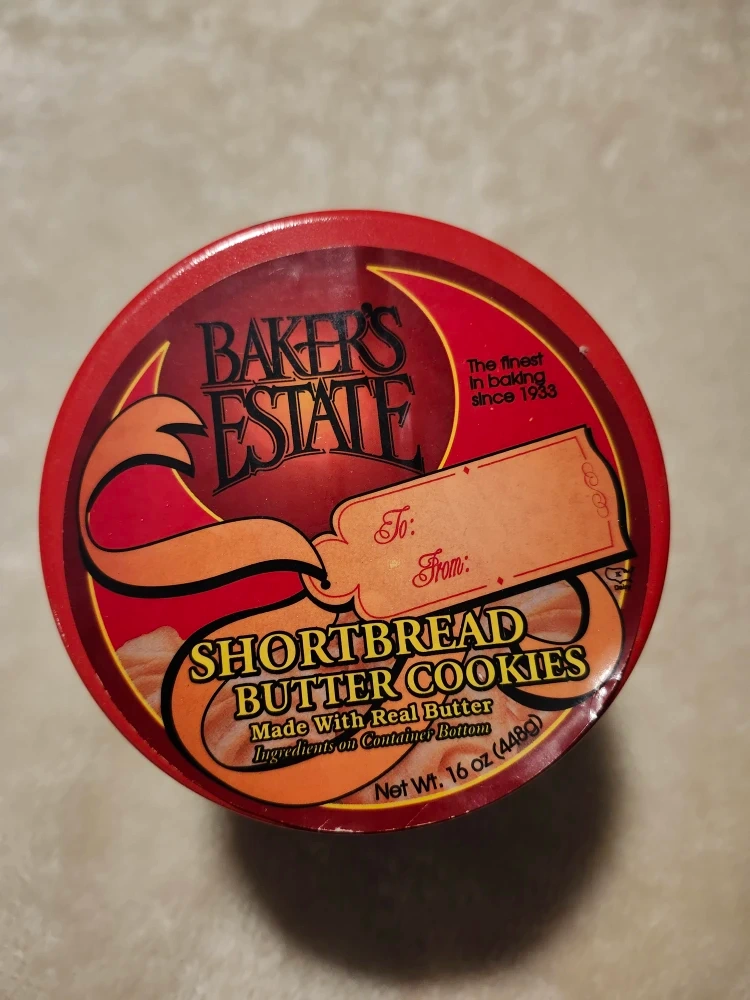 BAKER'S
ESTATE
The finest
in baking
since 1933
To:
From:
SHORTBREAD
BUTTER COOKIES
Made With Real Butter
Ingredients on Container Bottom
Net Wt. 16 oz (448g)